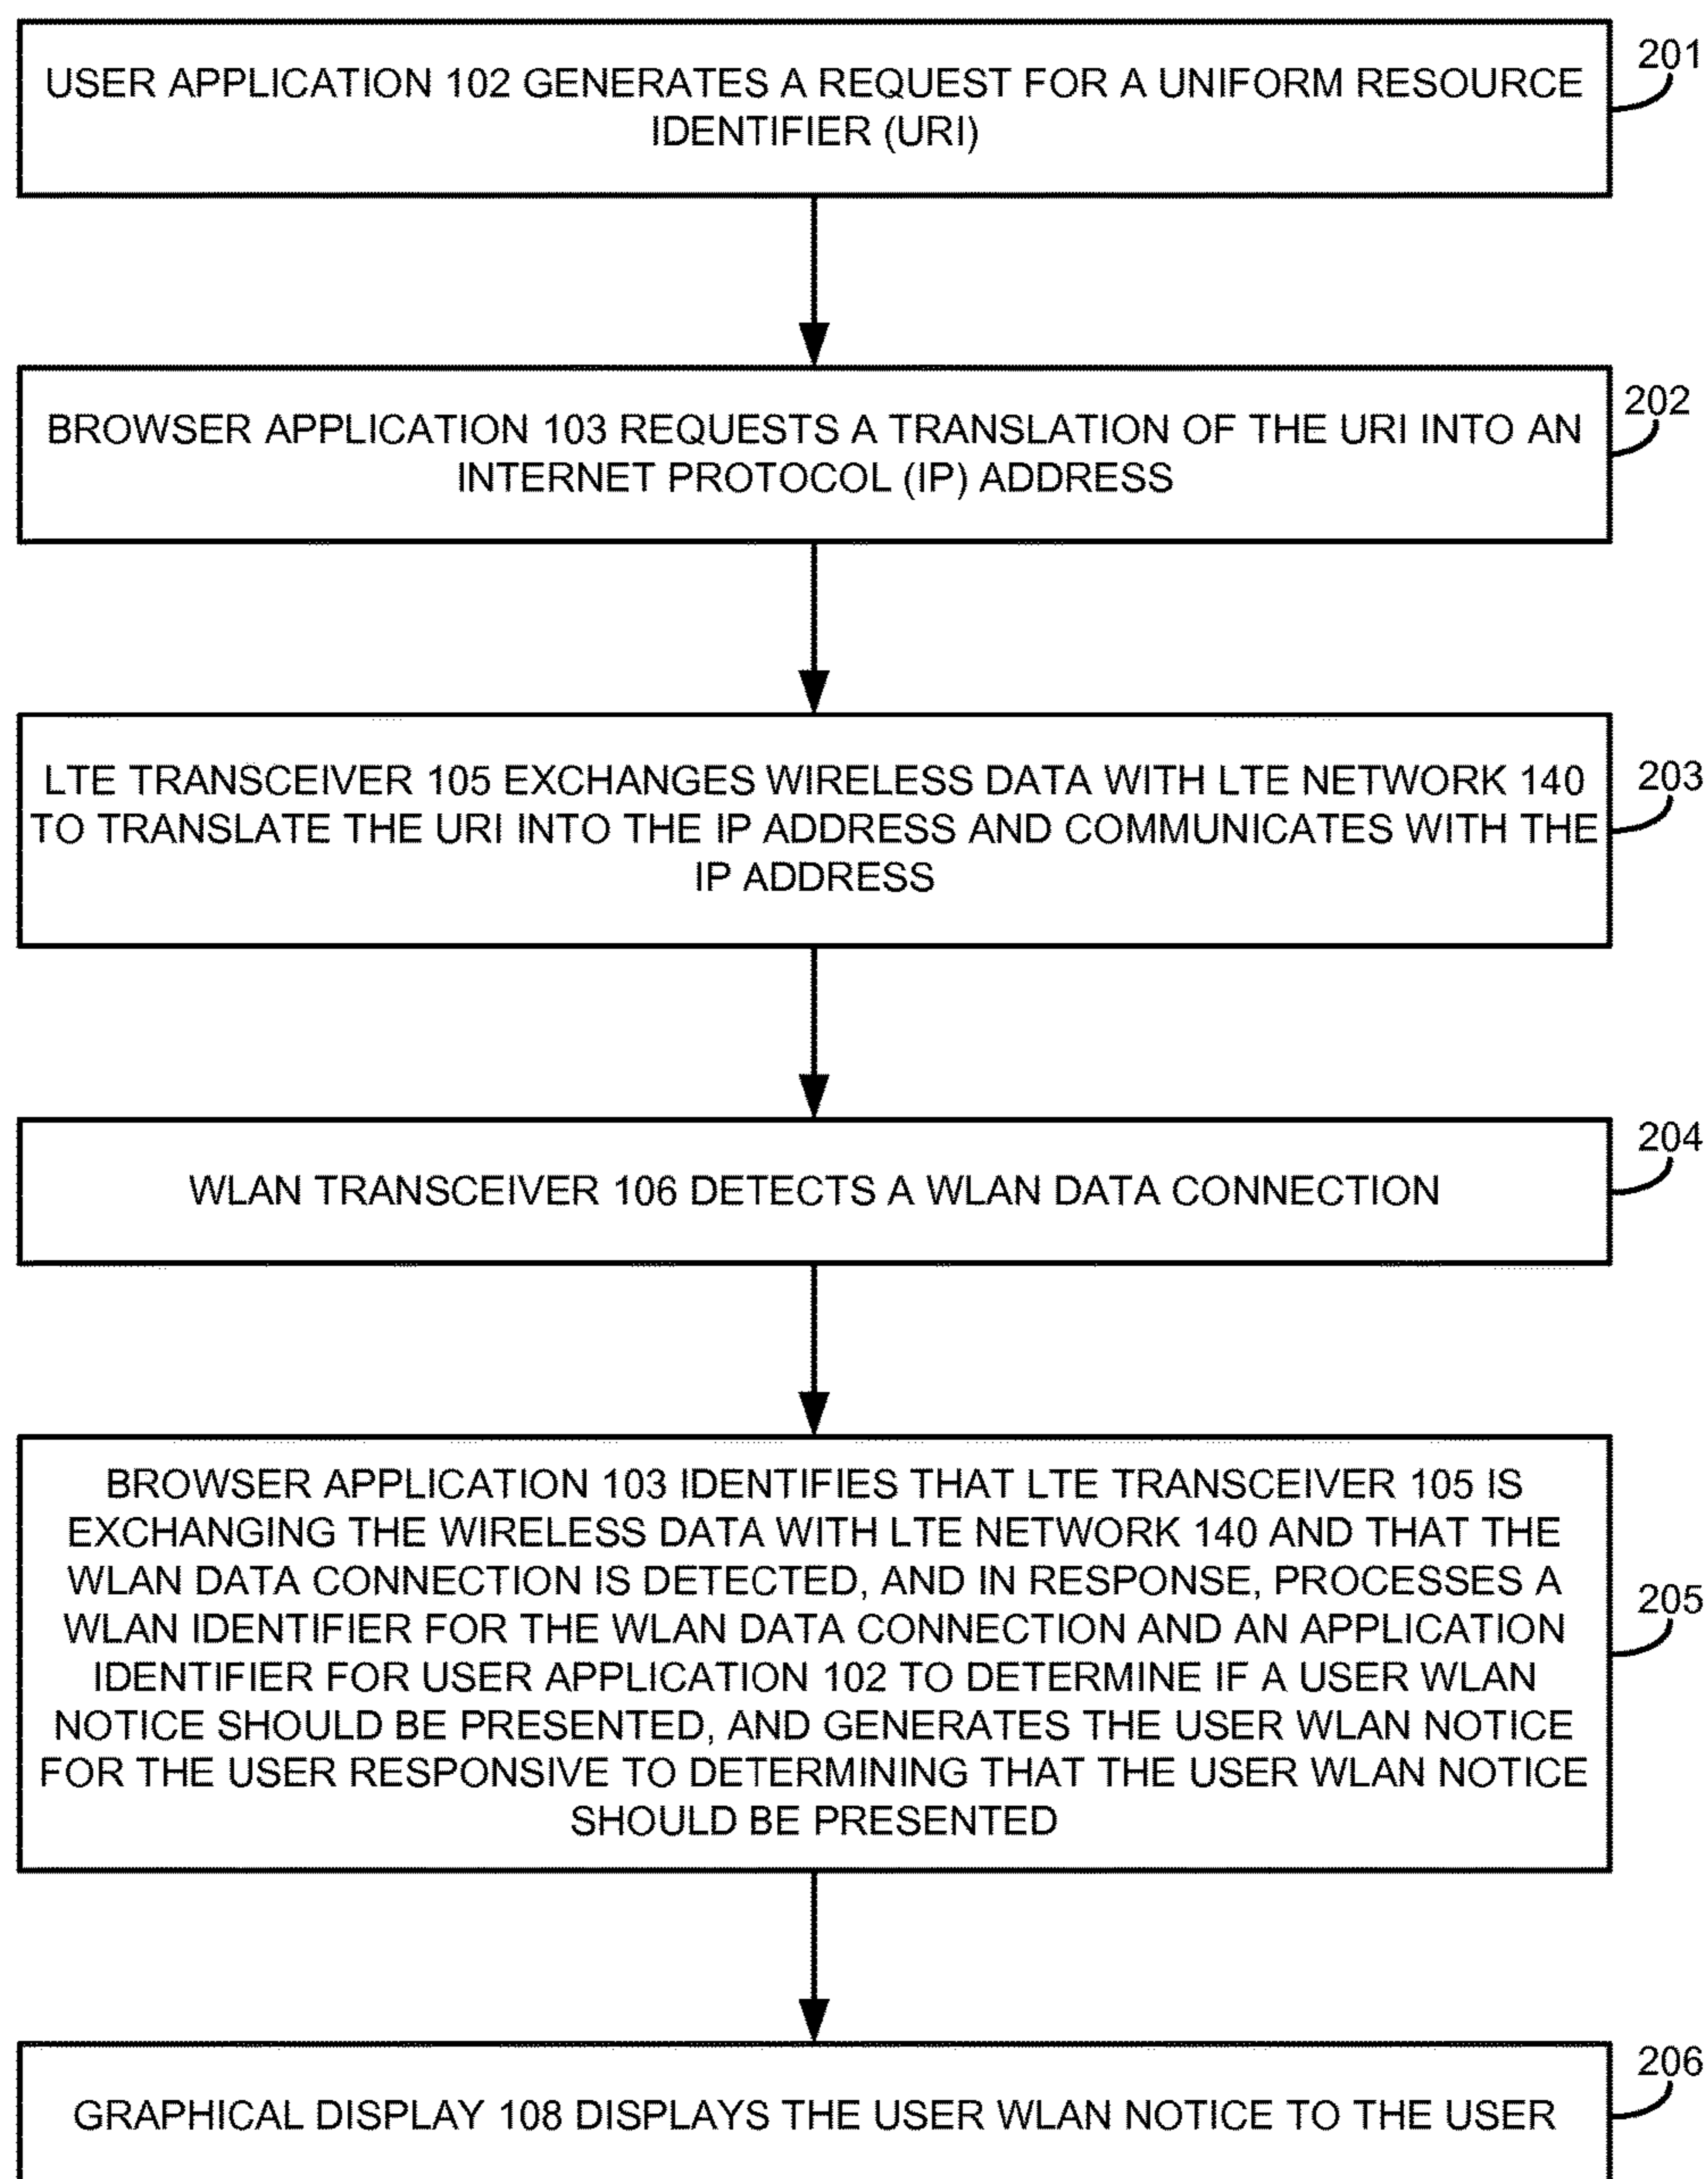 USER APPLICATION 102 GENERATES A REQUEST FOR A UNIFORM RESOURCE
IDENTIFIER (URI)
201
BROWSER APPLICATION 103 REQUESTS A TRANSLATION OF THE URI INTO AN
INTERNET PROTOCOL (IP) ADDRESS
202
LTE TRANSCEIVER 105 EXCHANGES WIRELESS DATA WITH LTE NETWORK 140
TO TRANSLATE THE URI INTO THE IP ADDRESS AND COMMUNICATES WITH THE
IP ADDRESS
203
WLAN TRANSCEIVER 106 DETECTS A WLAN DATA CONNECTION
204
BROWSER APPLICATION 103 IDENTIFIES THAT LTE TRANSCEIVER 105 IS
EXCHANGING THE WIRELESS DATA WITH LTE NETWORK 140 AND THAT THE
WLAN DATA CONNECTION IS DETECTED, AND IN RESPONSE, PROCESSES A
WLAN IDENTIFIER FOR THE WLAN DATA CONNECTION AND AN APPLICATION
IDENTIFIER FOR USER APPLICATION 102 TO DETERMINE IF A USER WLAN
NOTICE SHOULD BE PRESENTED, AND GENERATES THE USER WLAN NOTICE
FOR THE USER RESPONSIVE TO DETERMINING THAT THE USER WLAN NOTICE
SHOULD BE PRESENTED
205
GRAPHICAL DISPLAY 108 DISPLAYS THE USER WLAN NOTICE TO THE USER
206